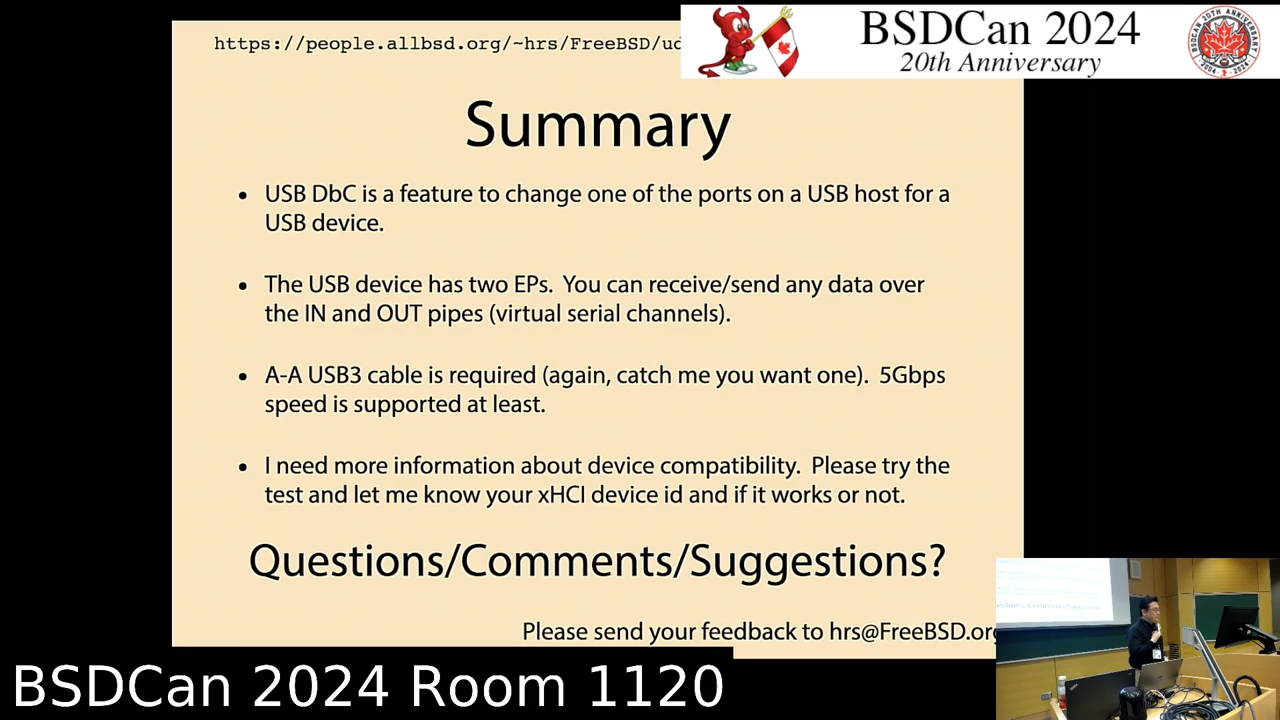 https://people.allbsd.org/~hrs/FreeBSD/ud
BSDCan 2024
20th Anniversary
Summary
• USB DbC is a feature to change one of the ports on a USB host for a
USB device.
• The USB device has two EPs. You can receive/send any data over
the IN and OUT pipes (virtual serial channels).
• A-A USB3 cable is required (again, catch me you want one). 5Gbps
speed is supported at least.
• I need more information about device compatibility. Please try the
test and let me know your xHCI device id and if it works or not.
Questions/Comments/Suggestions?
Please send your feedback to hrs@FreeBSD.org
BSDCan 2024 Room 1120